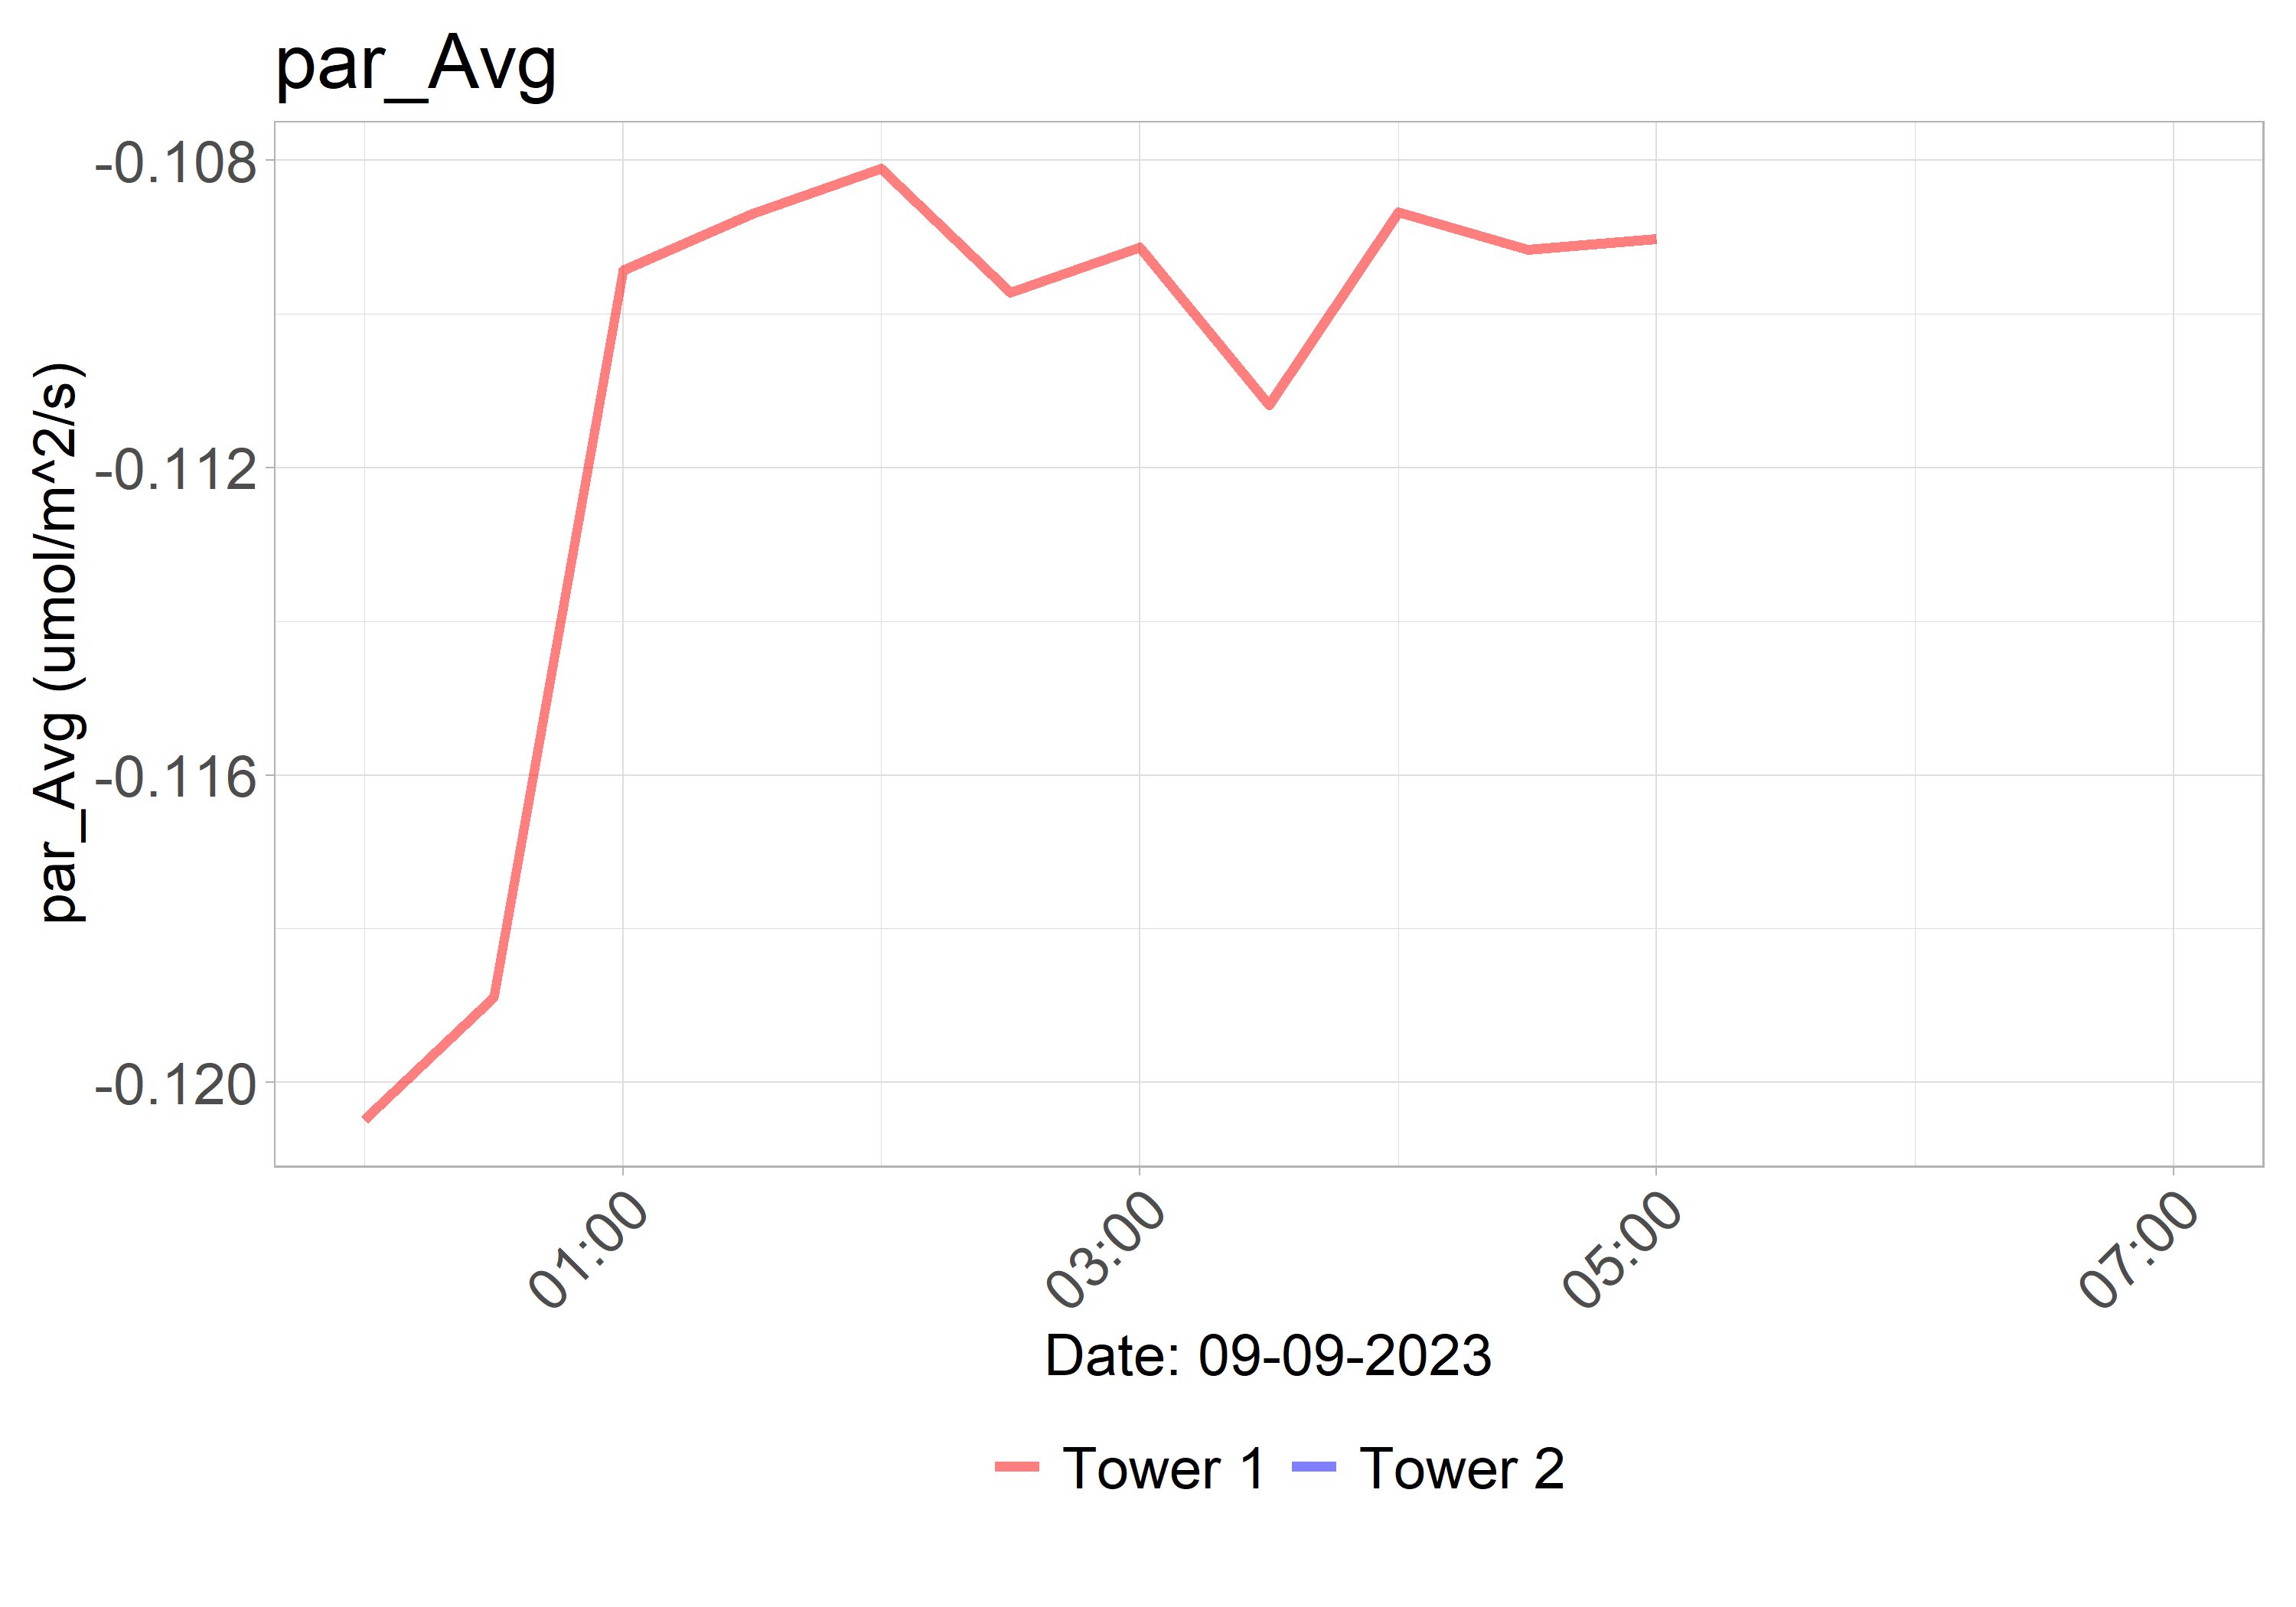 par_Avg
par_Avg (umol/m^2/s)
-0.108
-0.112
-0.116
-0.120
01:00
03:00
05:00
07:00
Date: 09-09-2023
Tower 1
Tower 2